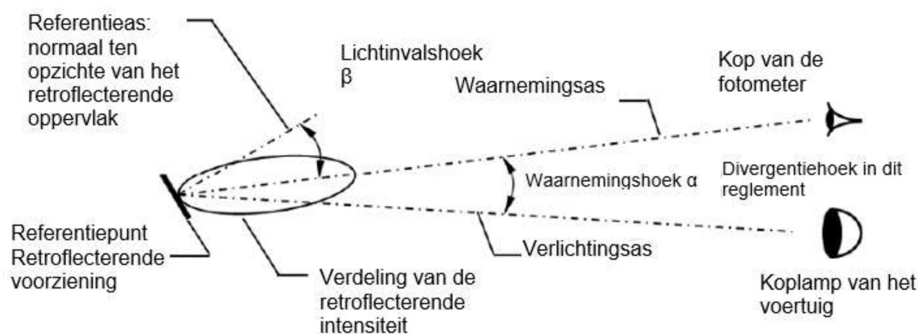 Referentieas:
normaal ten
opzichte van het
retroflecterende
oppervlak
Lichtinvalshoek
β
Waarnemingsas
Kop van de
fotometer
Waarnemingshoek α
Divergentiehoek in dit
reglement
Referentiepunt
Retroflecterende
voorziening
Verdeling van de
retroflecterende
intensiteit
Verlichtingsas
Koplamp van het
voertuig